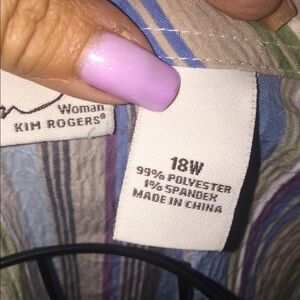 Woman
KIM ROGERS®
18W
99% POLYESTER
1% SPANDEX
MADE IN CHINA